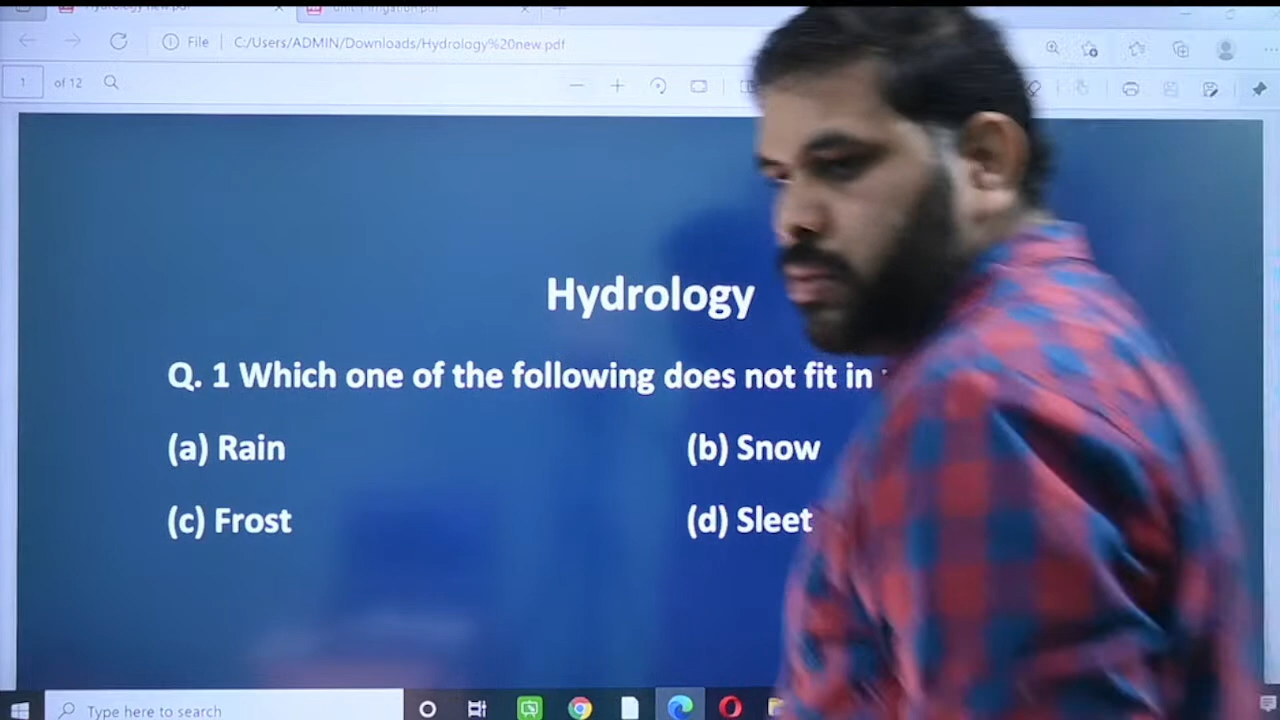 File
C:/Users/ADMIN/Downloads/Hydrology%20new.pdf
1 of 12
Hydrology
Q. 1 Which one of the following does not fit in
(a) Rain
(b) Snow
(c) Frost
(d) Sleet
Type here to search